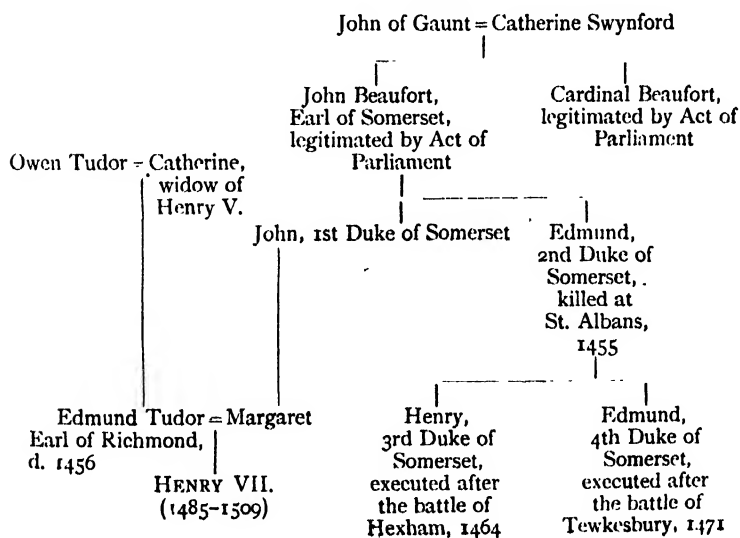 John of Gaunt = Catherine Swynford
John Beaufort,
Earl of Somerset,
legitimated by Act of
Parliament
Cardinal Beaufort,
legitimated by Act of
Parliament
Owen Tudor = Catherine,
widow of
Henry V.
John, 1st Duke of Somerset
Edmund,
2nd Duke of
Somerset,
killed at
St. Albans,
1455
Edmund Tudor = Margaret
Earl of Richmond,
d. 1456
HENRY VII.
(1485–1509)
Henry,
3rd Duke of
Somerset,
executed after
the battle of
Hexham, 1464
Edmund,
4th Duke of
Somerset,
executed after
the battle of
Tewkesbury, 1471